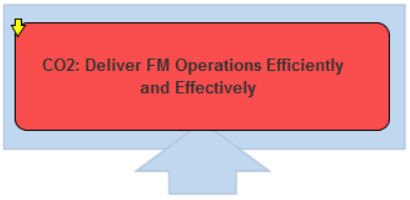 CO2: Deliver FM Operations Efficiently
and Effectively